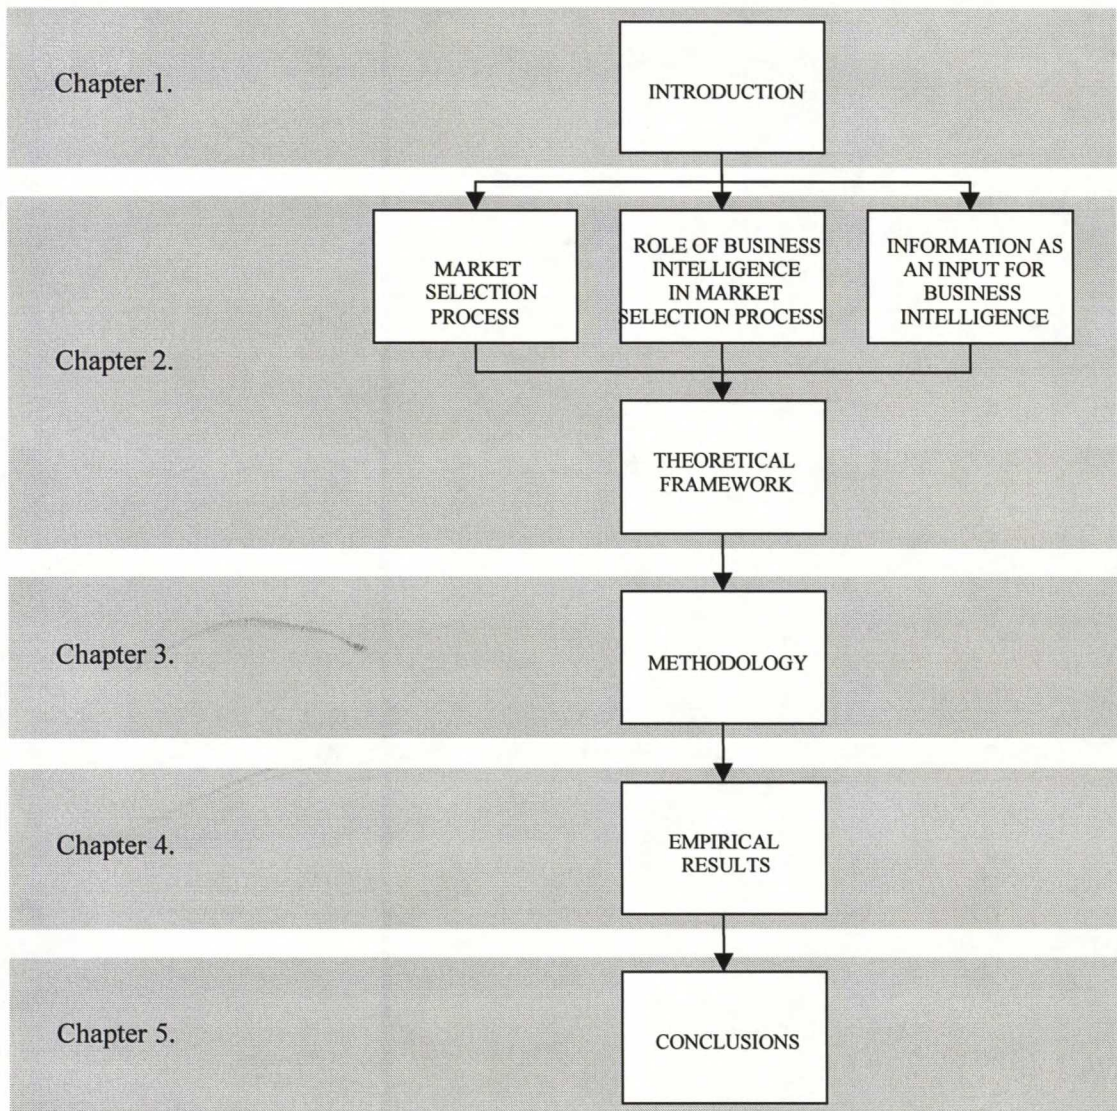 Chapter 1.
INTRODUCTION
MARKET
SELECTION
PROCESS
ROLE OF BUSINESS
INTELLIGENCE
IN MARKET
SELECTION PROCESS
INFORMATION AS
AN INPUT FOR
BUSINESS
INTELLIGENCE
Chapter 2.
THEORETICAL
FRAMEWORK
Chapter 3.
METHODOLOGY
Chapter 4.
EMPIRICAL
RESULTS
Chapter 5.
CONCLUSIONS